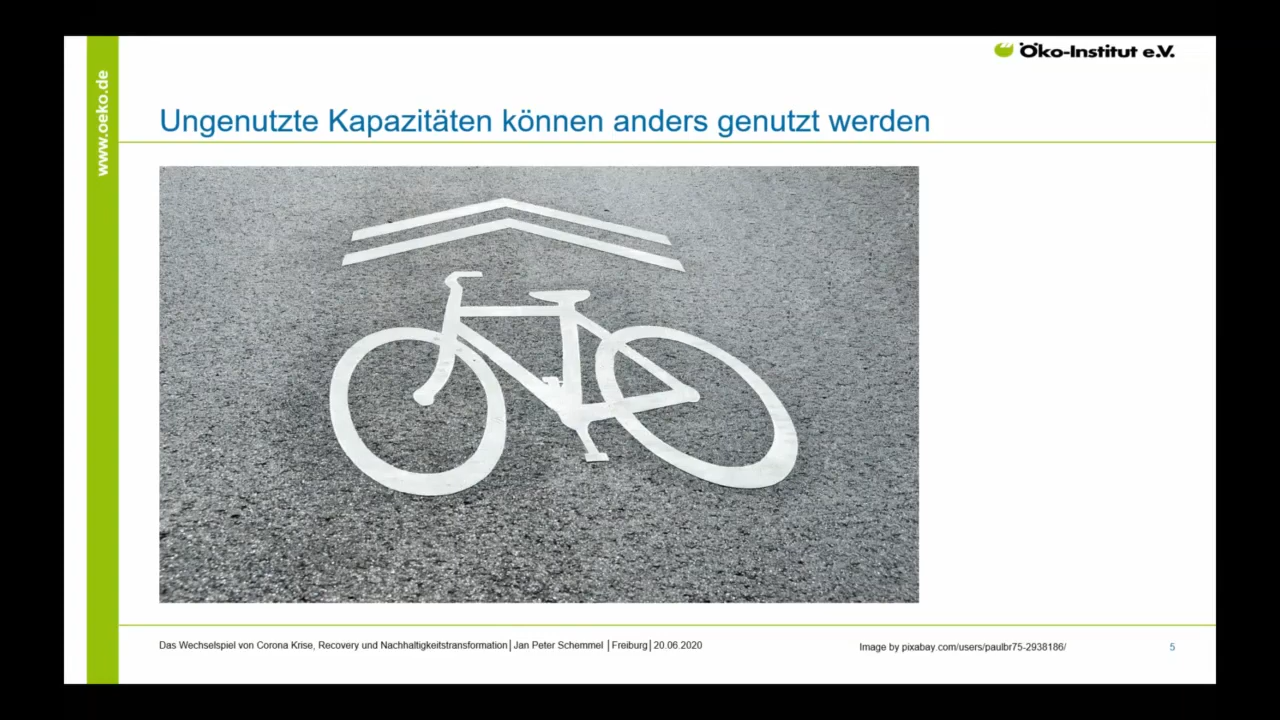 Öko-Institut e.V.
www.oeko.de
Ungenutzte Kapazitäten können anders genutzt werden
Das Wechselspiel von Corona Krise, Recovery und Nachhaltigkeitstransformation│Jan Peter Schemmel │Freiburg│20.06.2020
Image by pixabay.com/users/paulbr75-2938186/
5